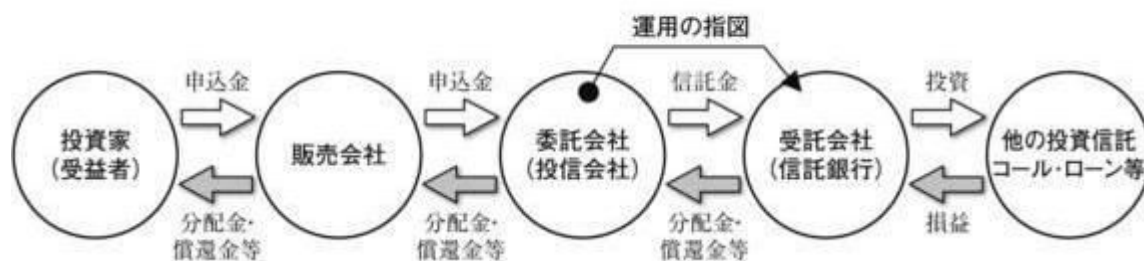 運用の指図
申込金
申込金
信託金
投資
投資家
(受益者)
販売会社
委託会社
(投信会社)
受託会社
(信託銀行)
他の投資信託
コール・ローン等
分配金・
償還金等
分配金・
償還金等
分配金・
償還金等
損益